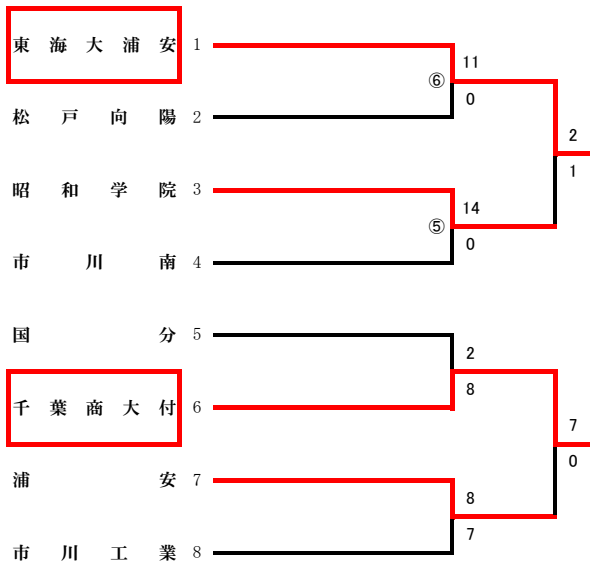 東海大浦安 1
11
⑥
0
松戸向陽 2
2
1
昭和学院 3
14
⑤
0
市川南 4
国分 5
2
8
千葉商大付 6
7
0
浦安 7
8
7
市川工業 8